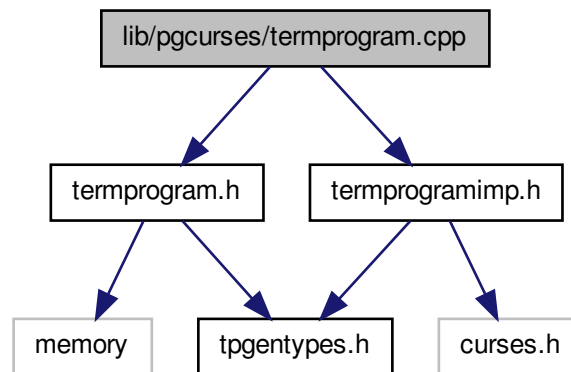 lib/pgcurses/termprogram.cpp
termprogram.h
termprogramimp.h
memory
tpgentypes.h
curses.h